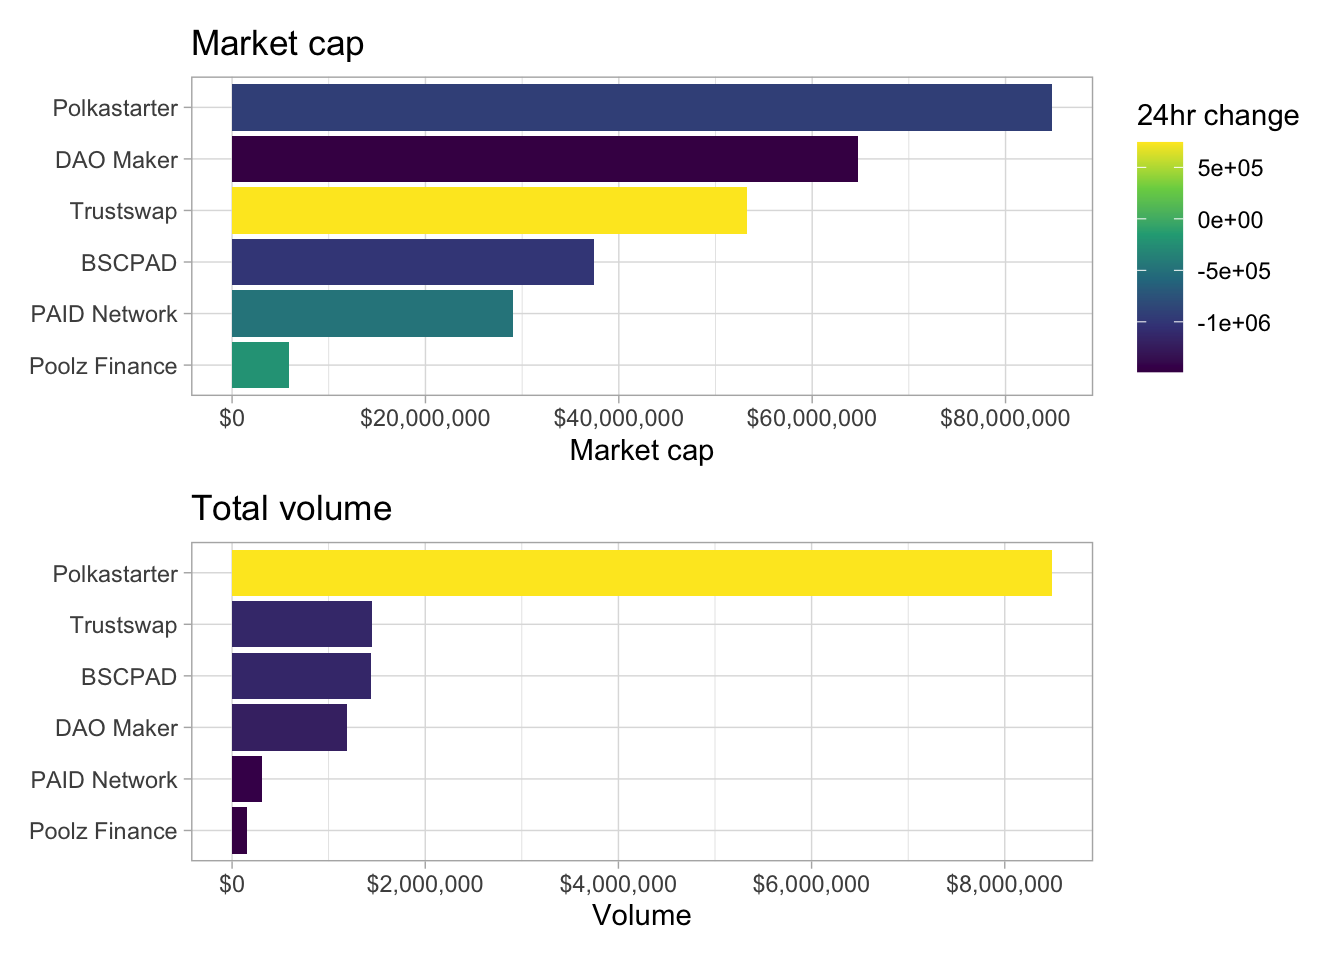 Market cap
Polkastarter
DAO Maker
Trustswap
BSCPAD
PAID Network
Poolz Finance
$0 $20,000,000 $40,000,000 $60,000,000 $80,000,000
Market cap
24hr change
5e+05
0e+00
-5e+05
-1e+06
Total volume
Polkastarter
Trustswap
BSCPAD
DAO Maker
PAID Network
Poolz Finance
$0 $2,000,000 $4,000,000 $6,000,000 $8,000,000
Volume